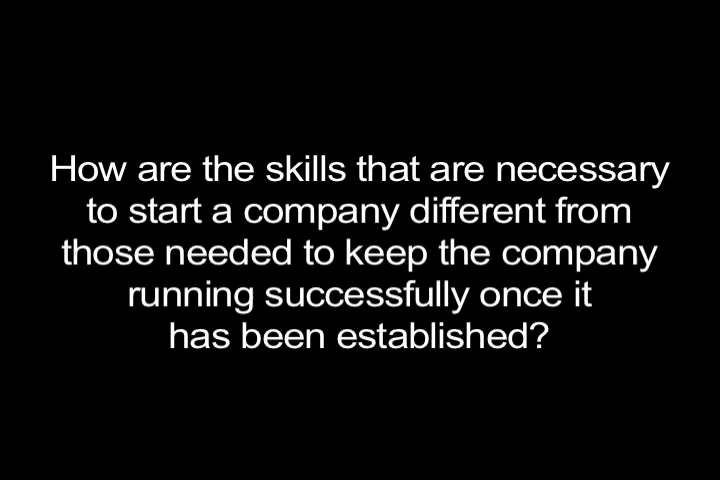 How are the skills that are necessary
to start a company different from
those needed to keep the company
running successfully once it
has been established?